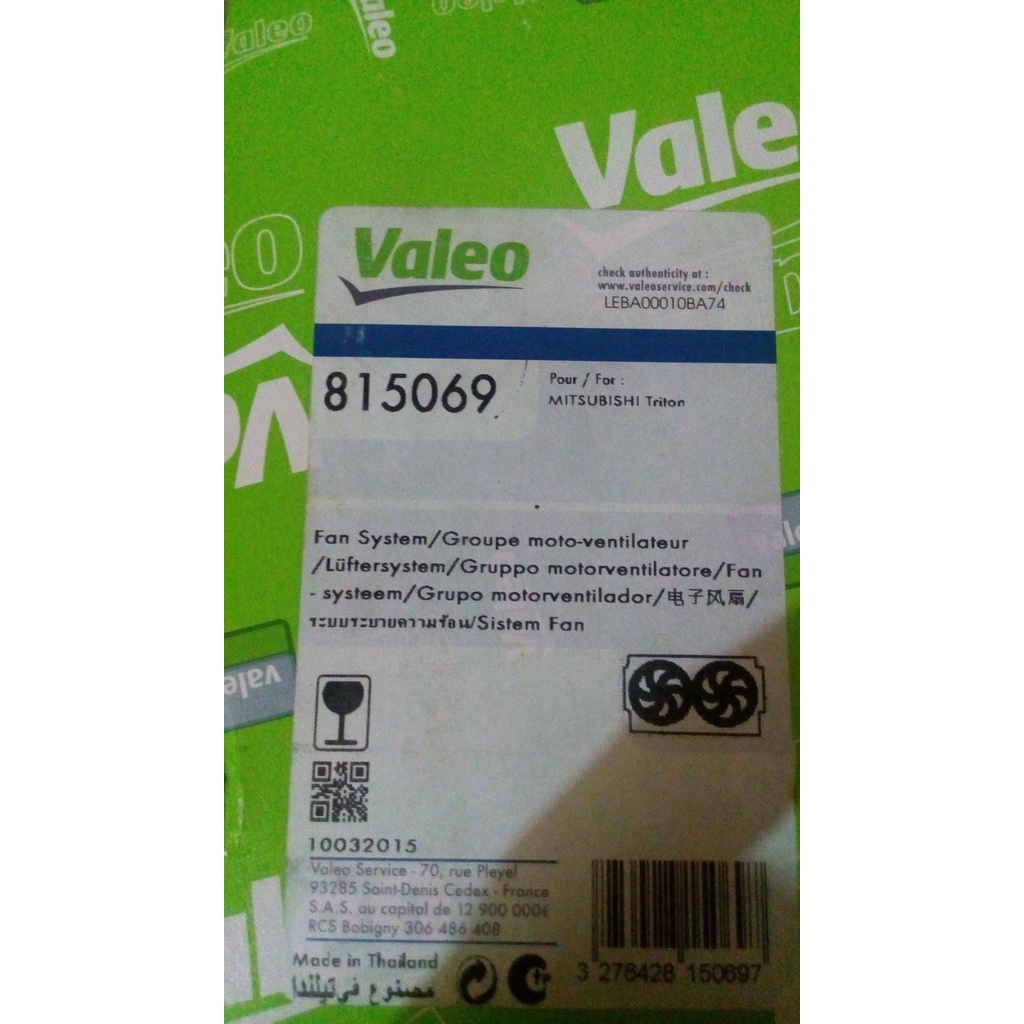 Valeo
Valeo
Valeo
check authenticity at :
www.valeoservice.com/check
LEBA00010BA74
815069
Pour / For :
MITSUBISHI Triton
Fan System/Groupe moto-ventilateur
/Lüftersystem/Gruppo motorventilatore/Fan
- systeem/Grupo motorventilador/电子风扇/
ระบบระบายความร้อน/Sistem Fan
valeo
10032015
Valeo Service - 70, rue Pleyel
93285 Saint-Denis Cedex - France
S.A.S. au capital de 12 900 000€
RCS Bobigny 306 486 408
Made in Thailand
مصنوع في تيلندا
3 276428 150697